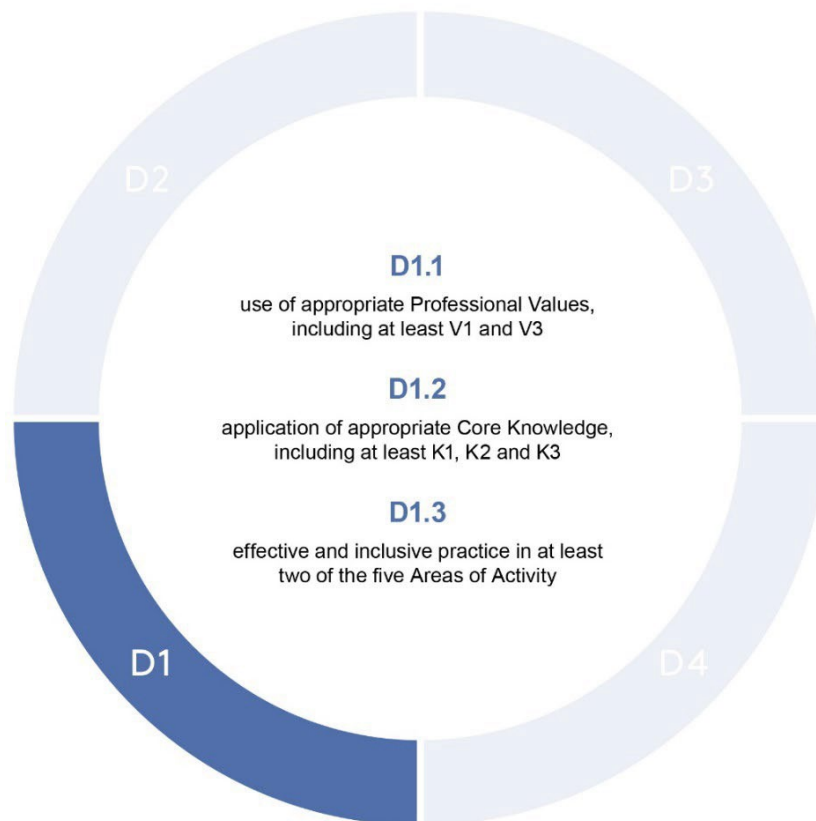 D2
D3
D1.1
use of appropriate Professional Values,
including at least V1 and V3
D1.2
application of appropriate Core Knowledge,
including at least K1, K2 and K3
D1.3
effective and inclusive practice in at least
two of the five Areas of Activity
D1
D4